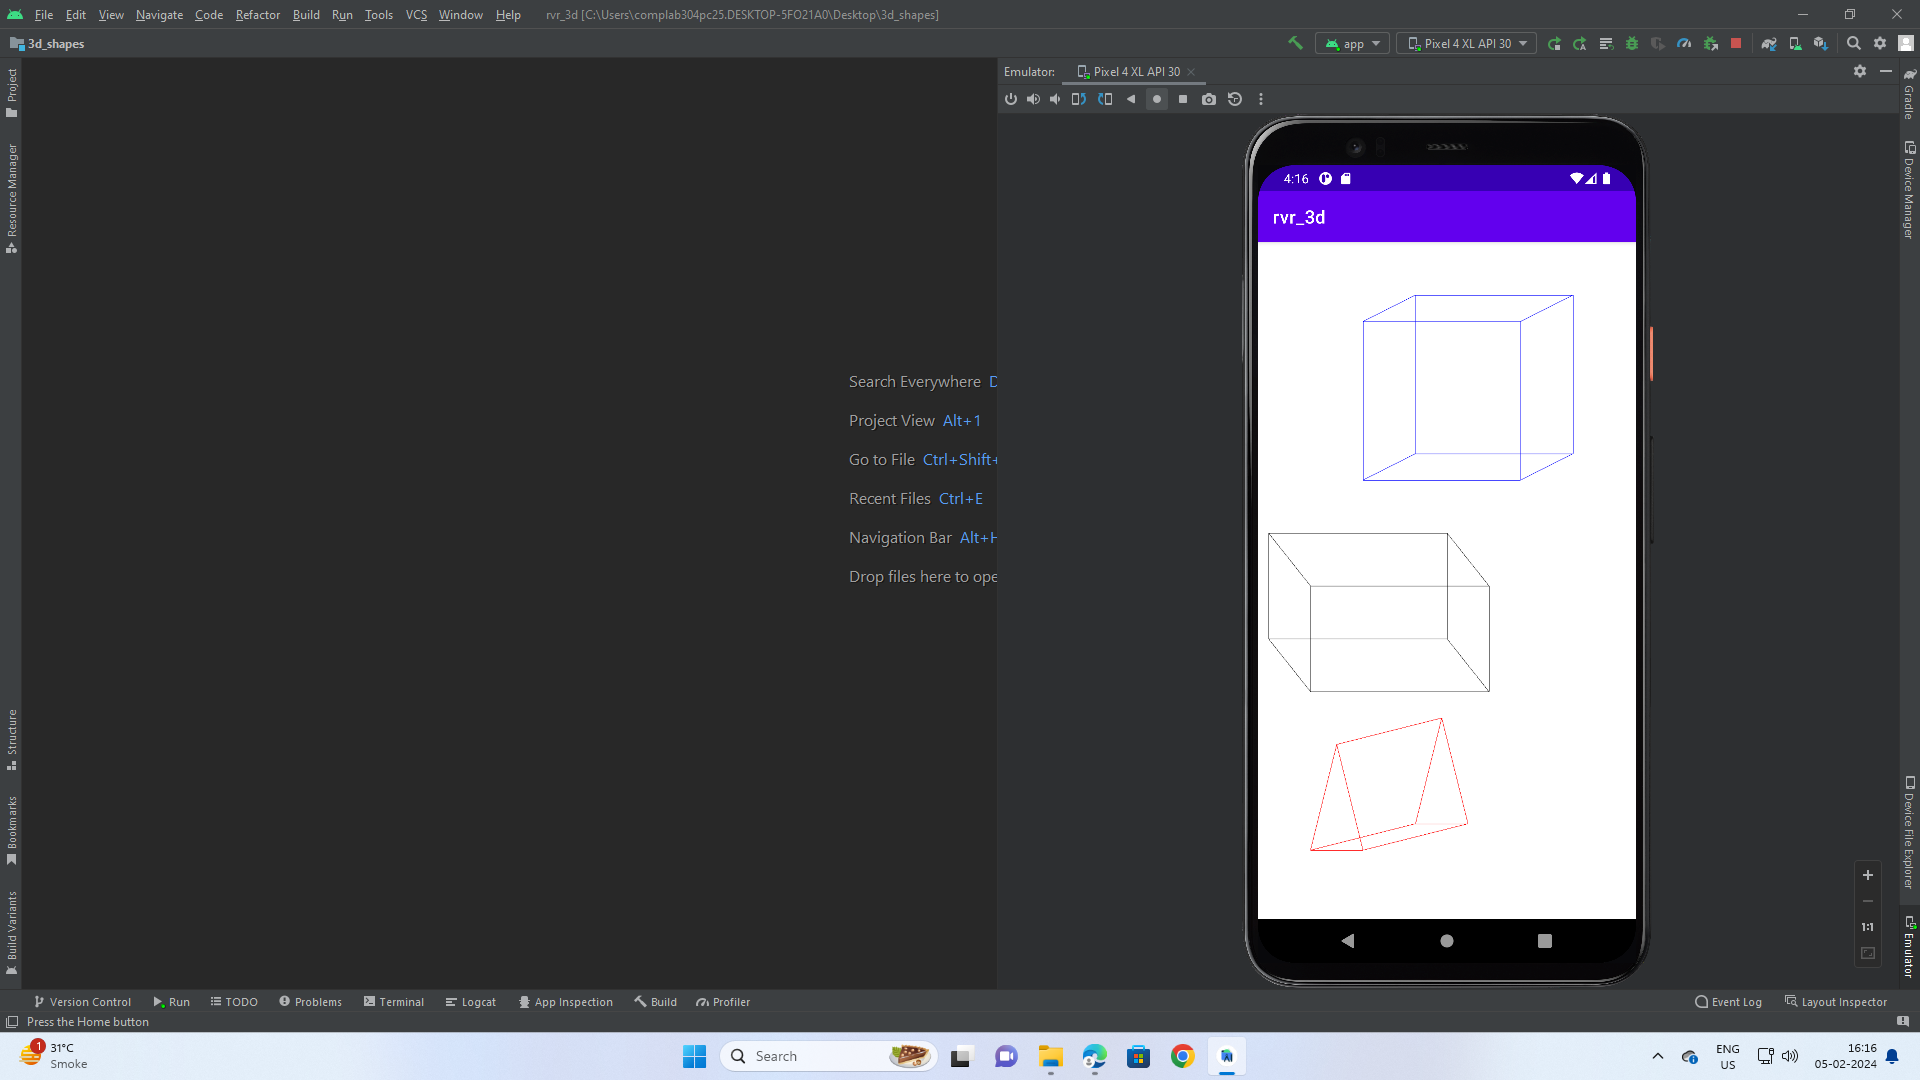 File Edit View Navigate Code Refactor Build Run Tools VCS Window Help rvr_3d [C:\Users\complab304pc25.DESKTOP-5FO21A0\Desktop\3d_shapes]
3d_shapes
app
Pixel 4 XL API 30
Project
Resource Manager
Structure
Bookmarks
Build Variants
Search Everywhere D
Project View Alt+1
Go to File Ctrl+Shift+
Recent Files Ctrl+E
Navigation Bar Alt+H
Drop files here to ope
Emulator: Pixel 4 XL API 30
4:16
rvr_3d
1:1
Gradle
Device Manager
Device File Explorer
Emulator
Version Control Run TODO Problems Terminal Logcat App Inspection Build Profiler Event Log Layout Inspector
Press the Home button
1
31°C
Smoke
Search
ENG
US
16:16
05-02-2024